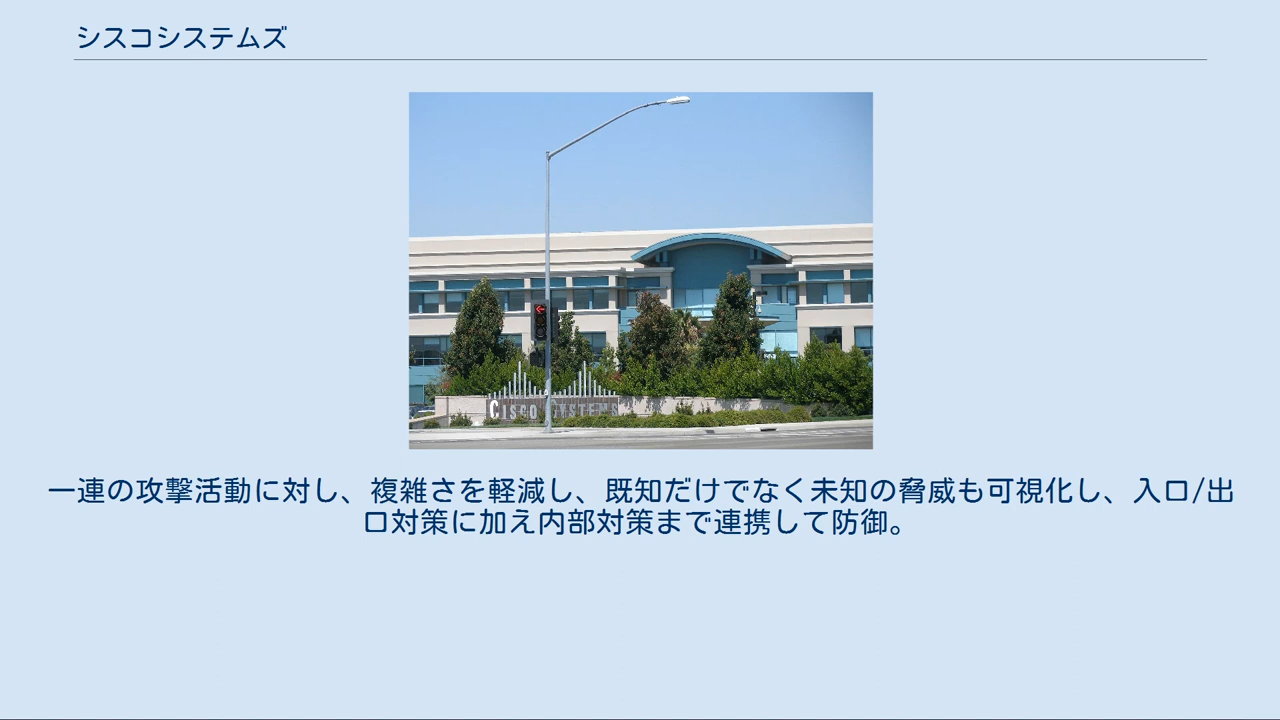 シスコシステムズ
CISCO SYSTEMS
一連の攻撃活動に対し、複雑さを軽減し、既知だけでなく未知の脅威も可視化し、入口/出
口対策に加え内部対策まで連携して防御。